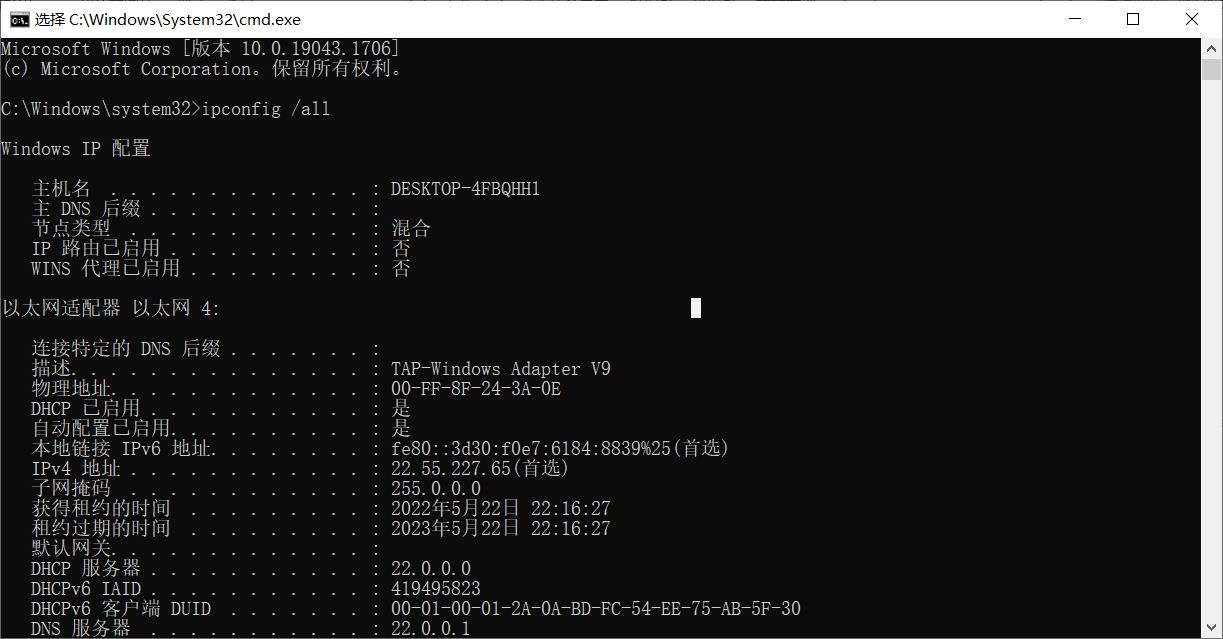 选择 C:\Windows\System32\cmd.exe
Microsoft Windows [版本 10.0.19043.1706]
(c) Microsoft Corporation。保留所有权利。
C:\Windows\system32>ipconfig /all
Windows IP 配置
主机名 . . . . . . . . . . . . . : DESKTOP-4FBQHH1
主 DNS 后缀 . . . . . . . . . . . :
节点类型 . . . . . . . . . . . . : 混合
IP 路由已启用 . . . . . . . . . . : 否
WINS 代理已启用 . . . . . . . . . : 否
以太网适配器 以太网 4:
连接特定的 DNS 后缀 . . . . . . . :
描述. . . . . . . . . . . . . . . : TAP-Windows Adapter V9
物理地址. . . . . . . . . . . . . : 00-FF-8F-24-3A-0E
DHCP 已启用 . . . . . . . . . . . : 是
自动配置已启用. . . . . . . . . . : 是
本地链接 IPv6 地址. . . . . . . . : fe80::3d30:f0e7:6184:8839%25(首选)
IPv4 地址 . . . . . . . . . . . . : 22.55.227.65(首选)
子网掩码 . . . . . . . . . . . . : 255.0.0.0
获得租约的时间 . . . . . . . . . : 2022年5月22日 22:16:27
租约过期的时间 . . . . . . . . . : 2023年5月22日 22:16:27
默认网关. . . . . . . . . . . . . :
DHCP 服务器 . . . . . . . . . . . : 22.0.0.0
DHCPv6 IAID . . . . . . . . . . . : 419495823
DHCPv6 客户端 DUID . . . . . . . : 00-01-00-01-2A-0A-BD-FC-54-EE-75-AB-5F-30
DNS 服务器 . . . . . . . . . . . : 22.0.0.1